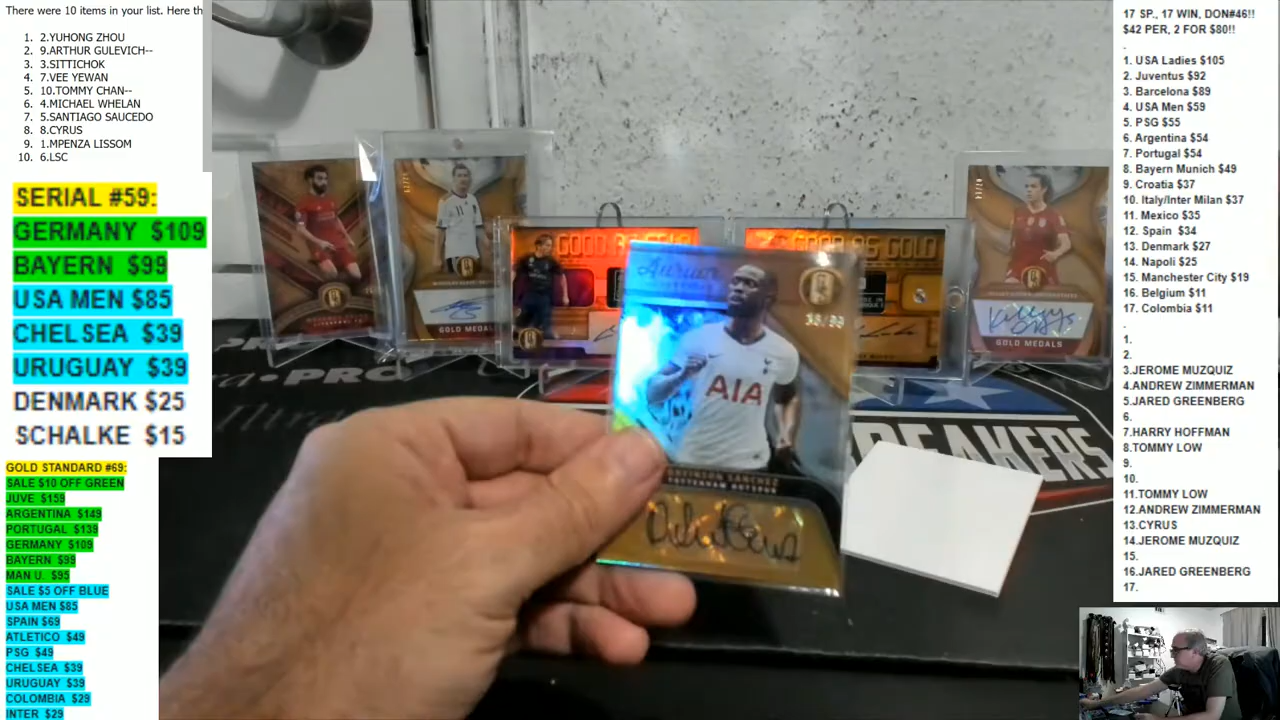 There were 10 items in your list. Here th
1. 2.YUHONG ZHOU
2. 9.ARTHUR GULEVICH--
3. 3.SITTICHOK
4. 7.VEE YEWAN
5. 10.TOMMY CHAN--
6. 4.MICHAEL WHELAN
7. 5.SANTIAGO SAUCEDO
8. 8.CYRUS
9. 1.MPENZA LISSOM
10. 6.LSC
SERIAL #59:
GERMANY $109
BAYERN $99
USA MEN $85
CHELSEA $39
URUGUAY $39
DENMARK $25
SCHALKE $15
GOLD STANDARD #69:
SALE $10 OFF GREEN
JUVE $159
ARGENTINA $149
PORTUGAL $139
GERMANY $109
BAYERN $99
MAN U. $95
SALE $5 OFF BLUE
USA MEN $85
SPAIN $69
ATLETICO $49
PSG $49
CHELSEA $39
URUGUAY $39
COLOMBIA $29
INTER $29
GOLD MEDALS
GOOD AS GOLD
GOOD AS GOLD
GOLD MEDALS
AIA
TOTTENHAM HOTSPUR
PRO
BREAKERS
17 SP., 17 WIN, DON#46!!
$42 PER, 2 FOR $80!!
.
1. USA Ladies $105
2. Juventus $92
3. Barcelona $89
4. USA Men $59
5. PSG $55
6. Argentina $54
7. Portugal $54
8. Bayern Munich $49
9. Croatia $37
10. Italy/Inter Milan $37
11. Mexico $35
12. Spain $34
13. Denmark $27
14. Napoli $25
15. Manchester City $19
16. Belgium $11
17. Colombia $11
.
1.
2.
3.JEROME MUZQUIZ
4.ANDREW ZIMMERMAN
5.JARED GREENBERG
6.
7.HARRY HOFFMAN
8.TOMMY LOW
9.
10.
11.TOMMY LOW
12.ANDREW ZIMMERMAN
13.CYRUS
14.JEROME MUZQUIZ
15.
16.JARED GREENBERG
17.